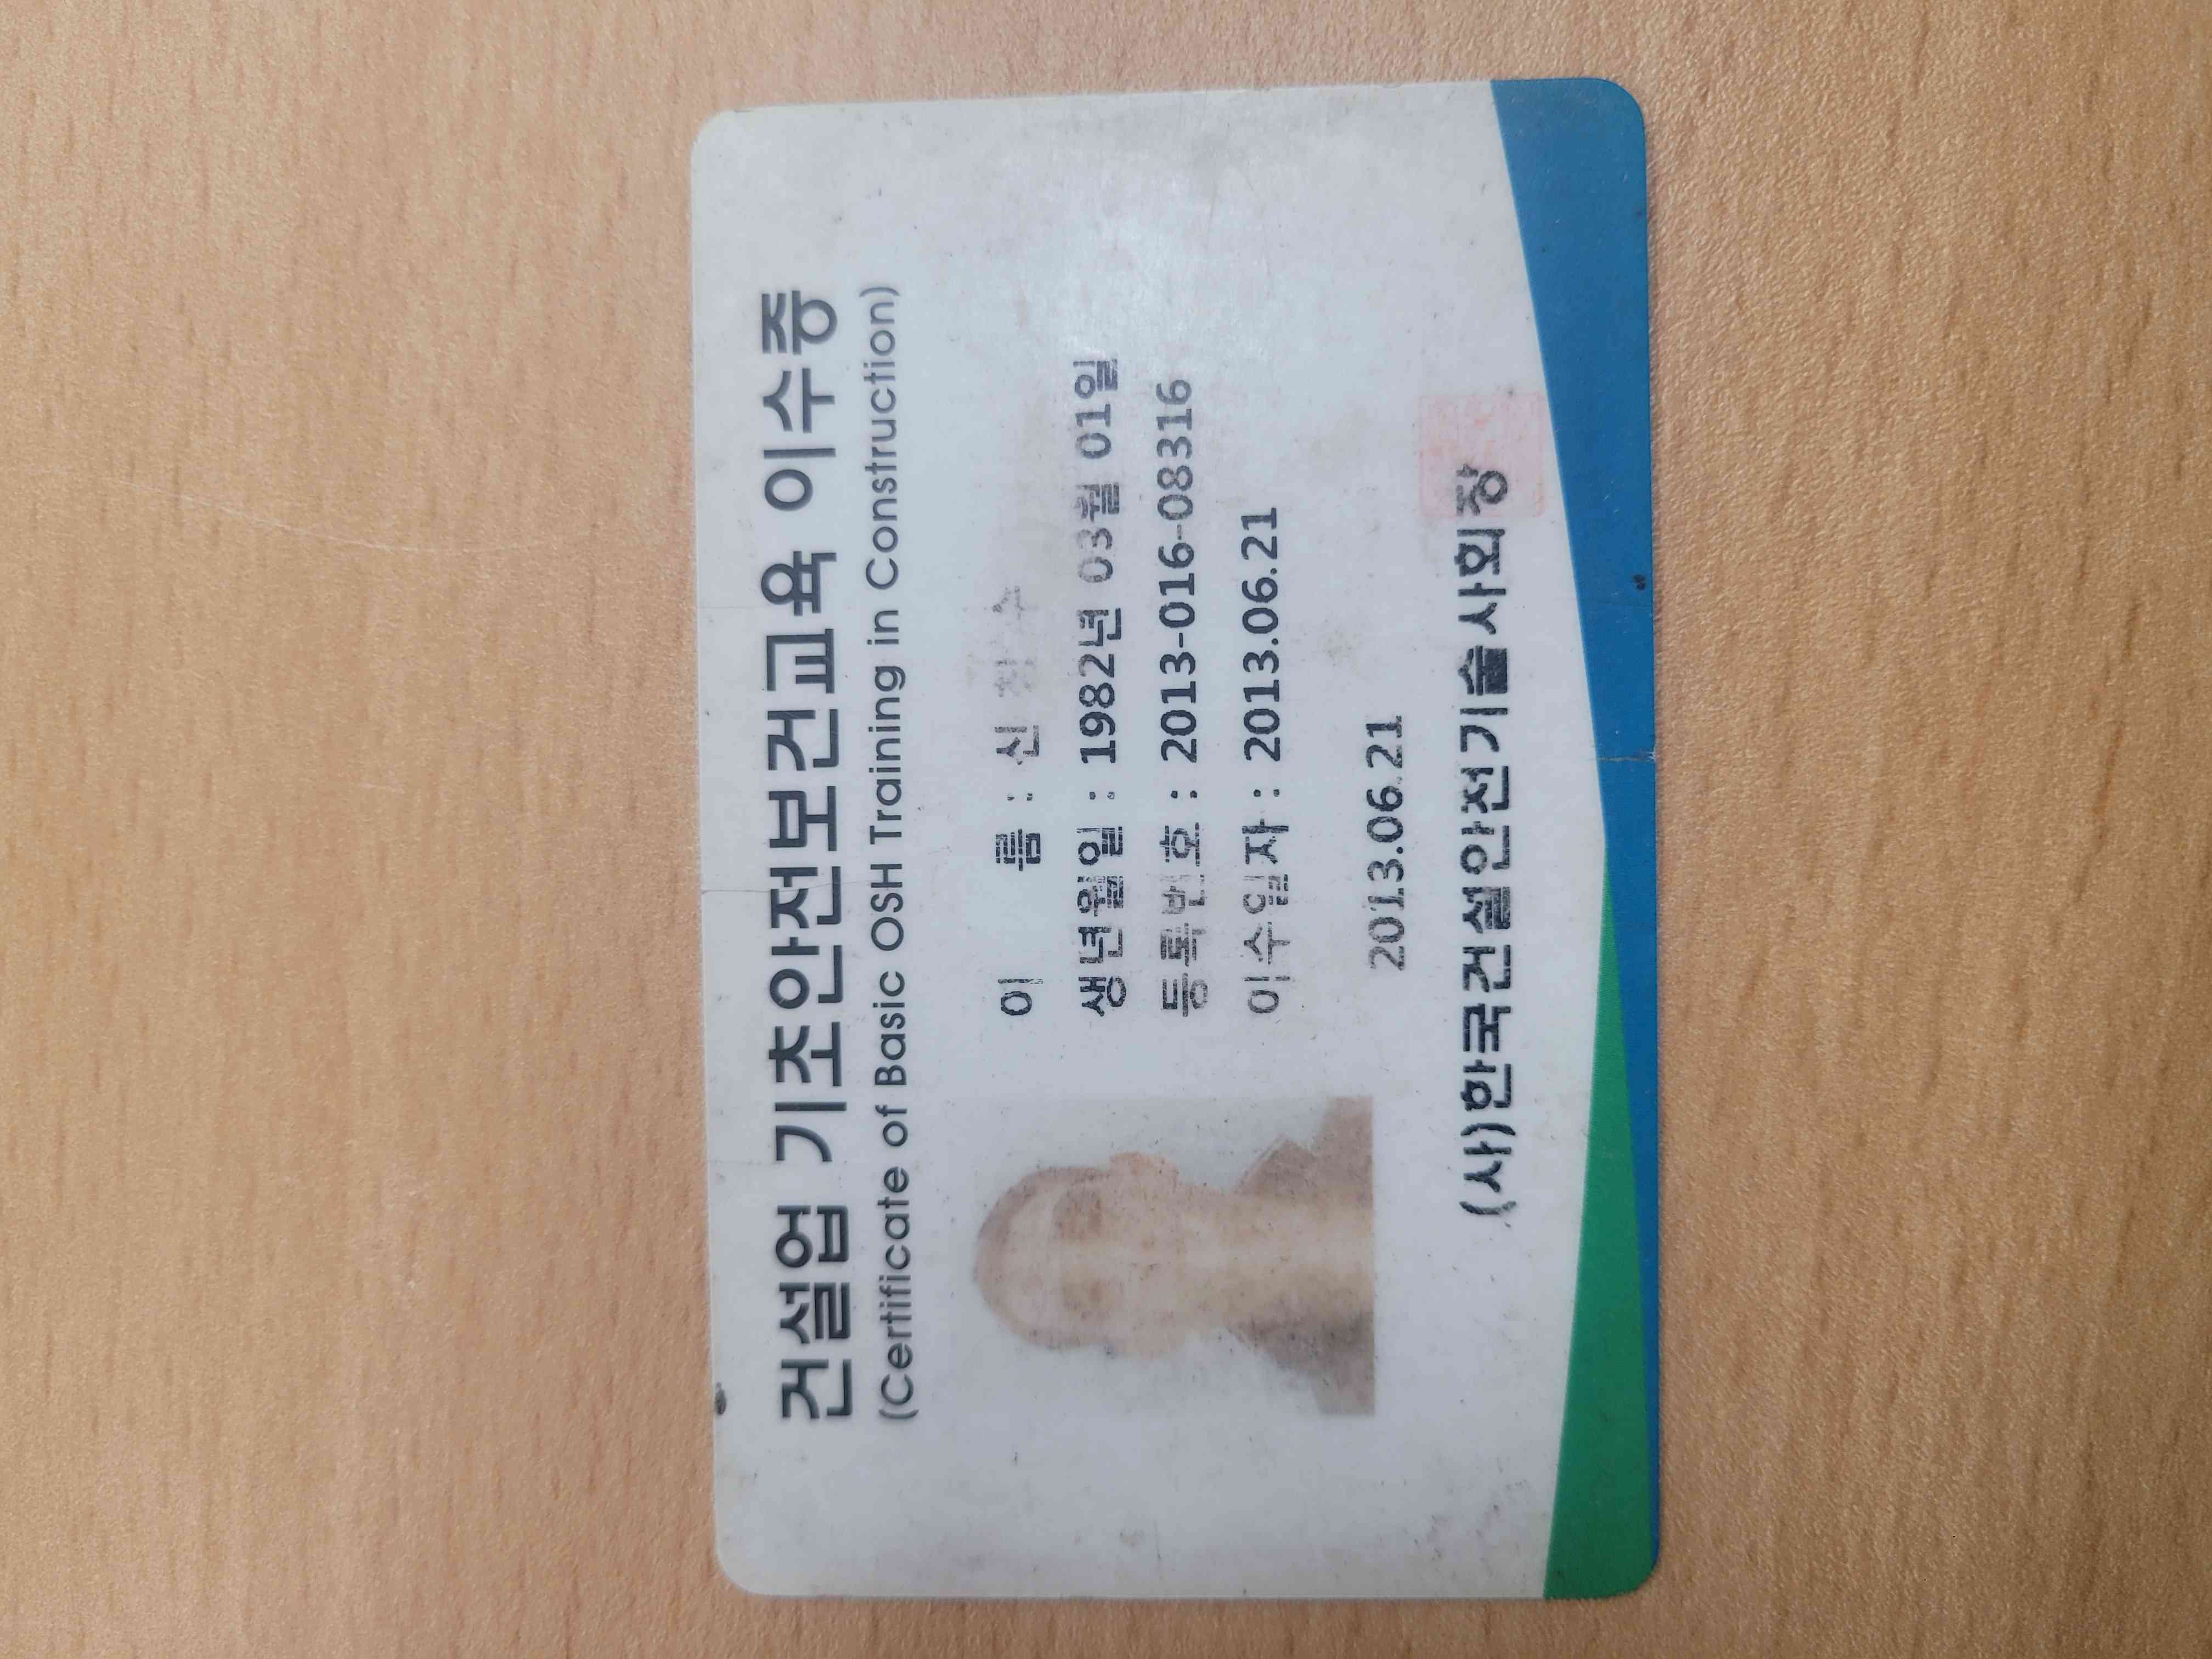 건설업 기초안전보건교육 이수증
(Certificate of Basic OSH Training in Construction)
이 름 : 신
생년월일 : 1982년 03월 01일
등록번호 : 2013-016-08316
이수일자 : 2013.06.21
2013.06.21
(사)한국건설안전기술사회장